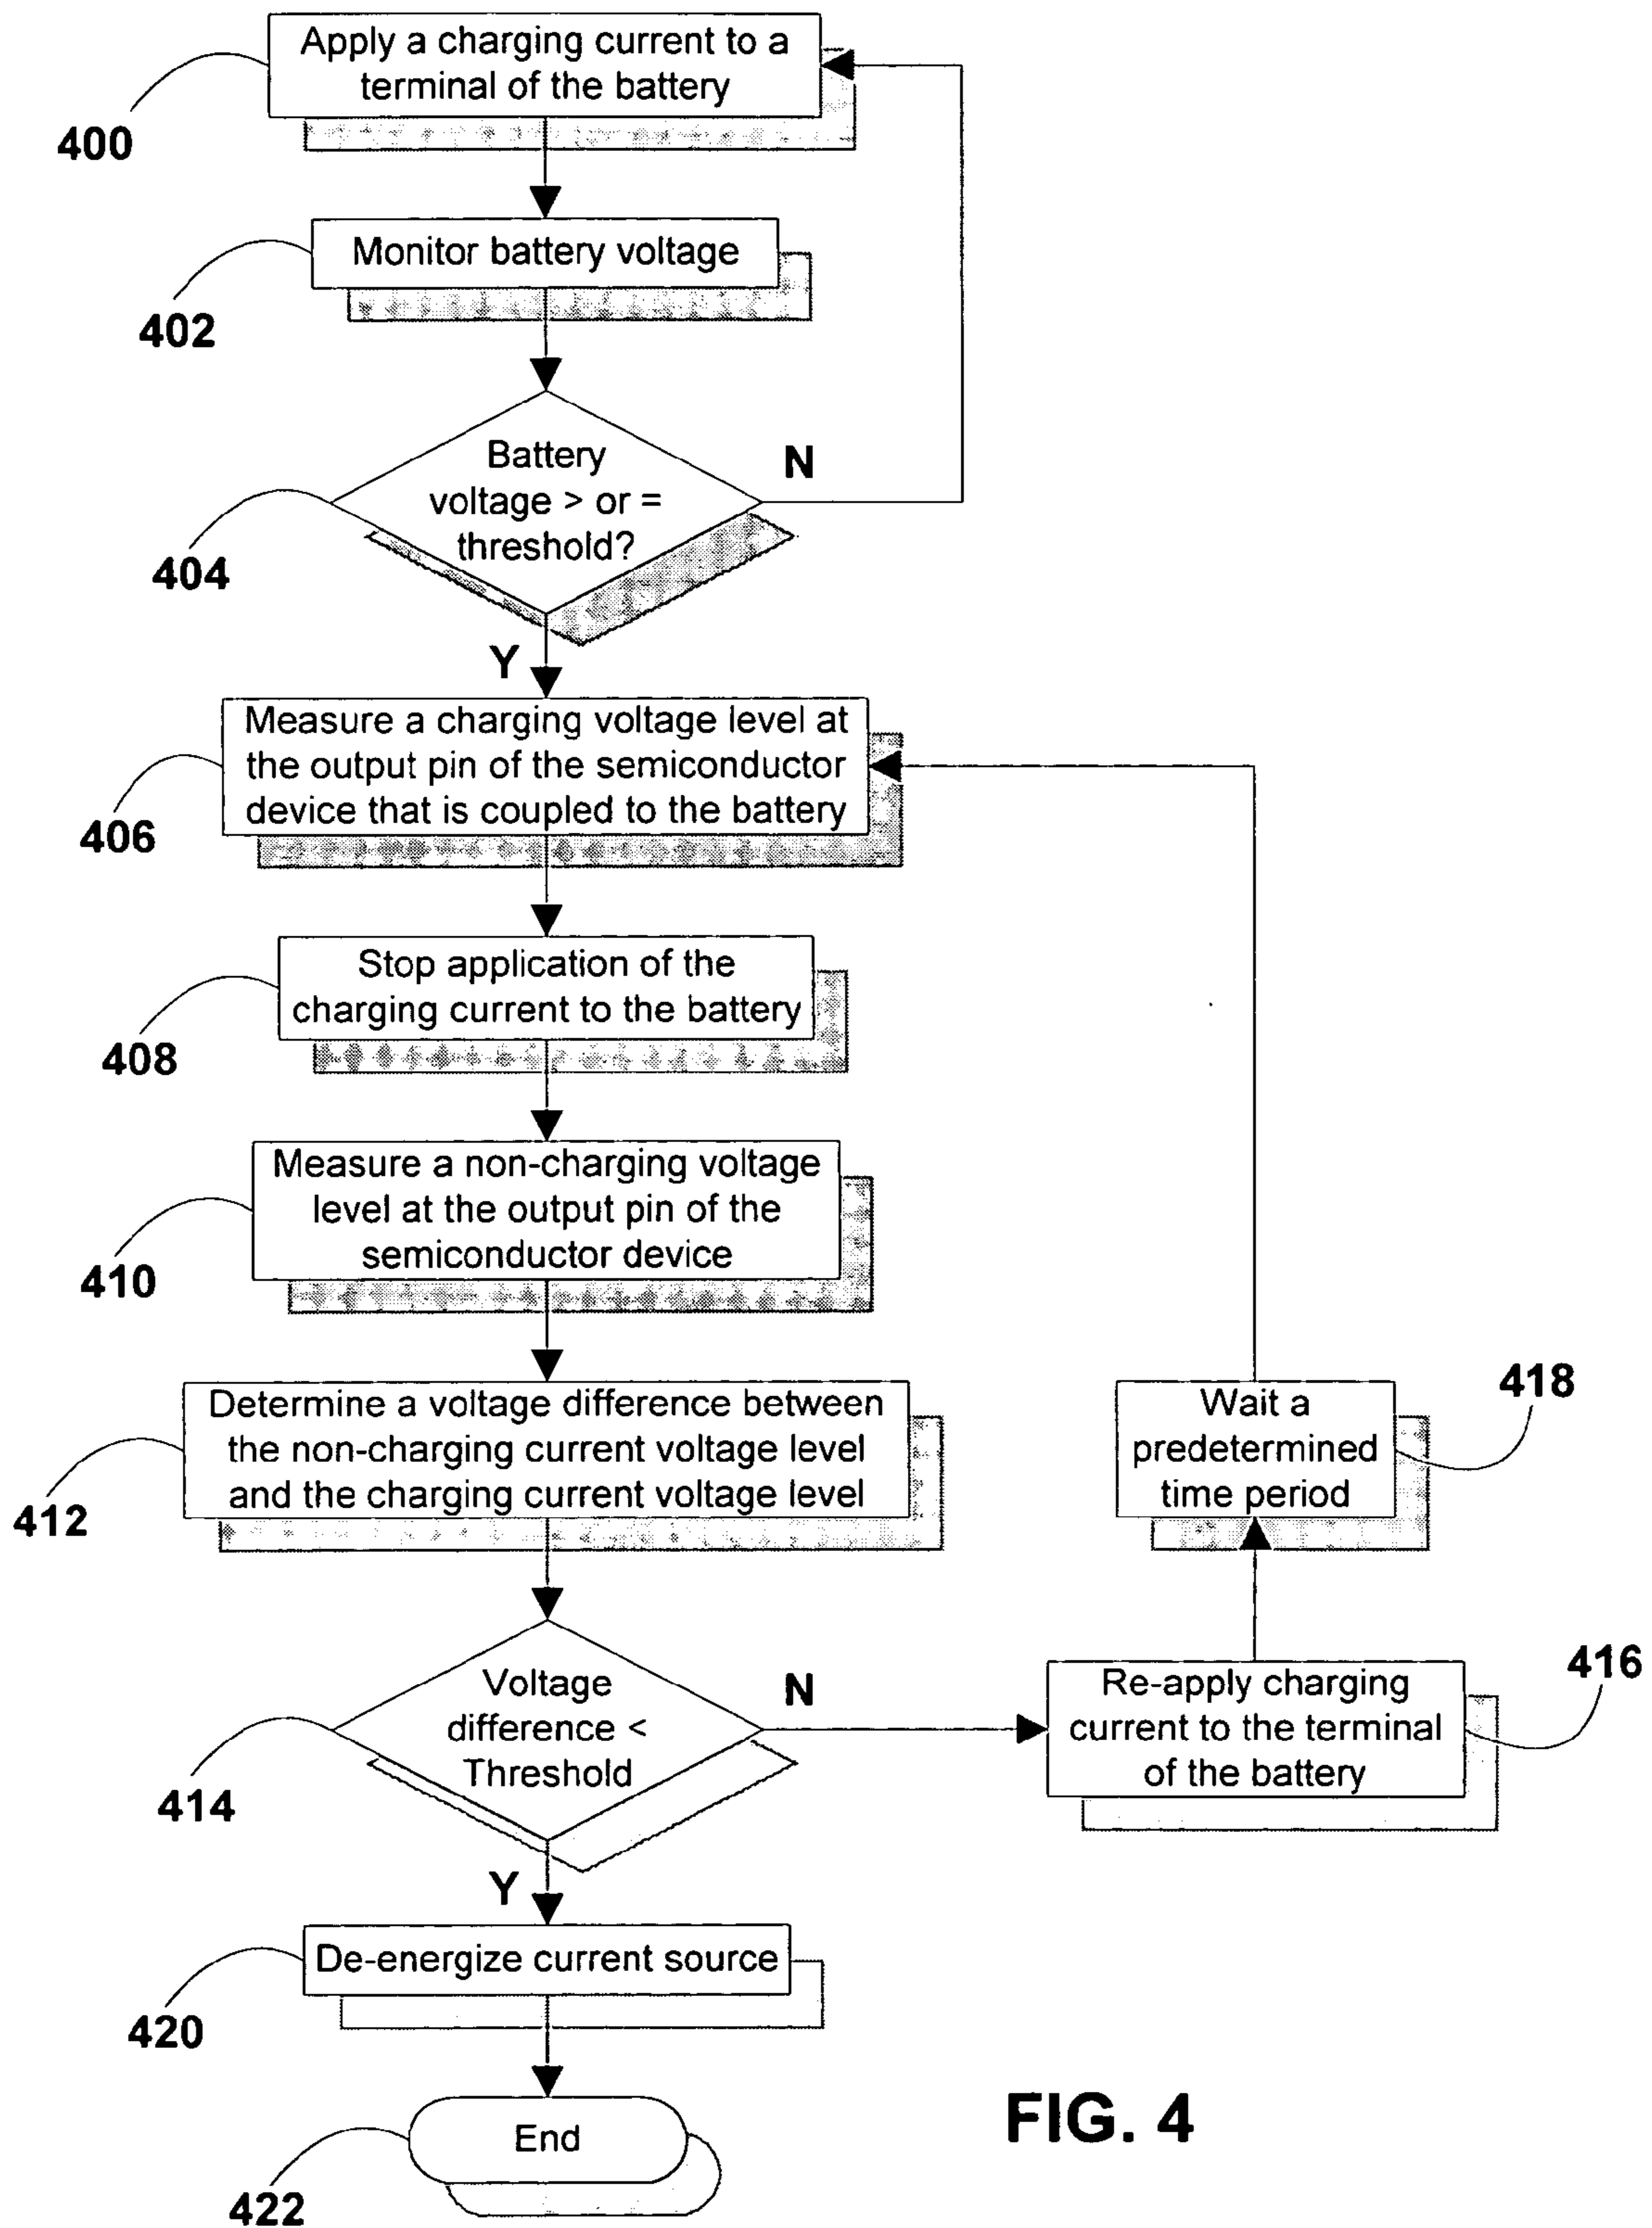 Apply a charging current to a
terminal of the battery
400
Monitor battery voltage
402
Battery
voltage > or =
threshold?
N
404
Y
Measure a charging voltage level at
the output pin of the semiconductor
device that is coupled to the battery
406
Stop application of the
charging current to the battery
408
Measure a non-charging voltage
level at the output pin of the
semiconductor device
410
Determine a voltage difference between
the non-charging current voltage level
and the charging current voltage level
412
Wait a
predetermined
time period
418
Voltage
difference <
Threshold
N
414
Re-apply charging
current to the terminal
of the battery
416
Y
De-energize current source
420
End
422
FIG. 4